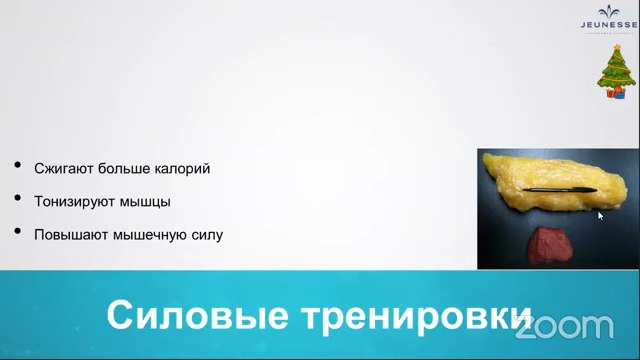 JEUNESSE
Сжигают больше калорий
Тонизируют мышцы
Повышают мышечную силу
Силовые тренировки
zoom